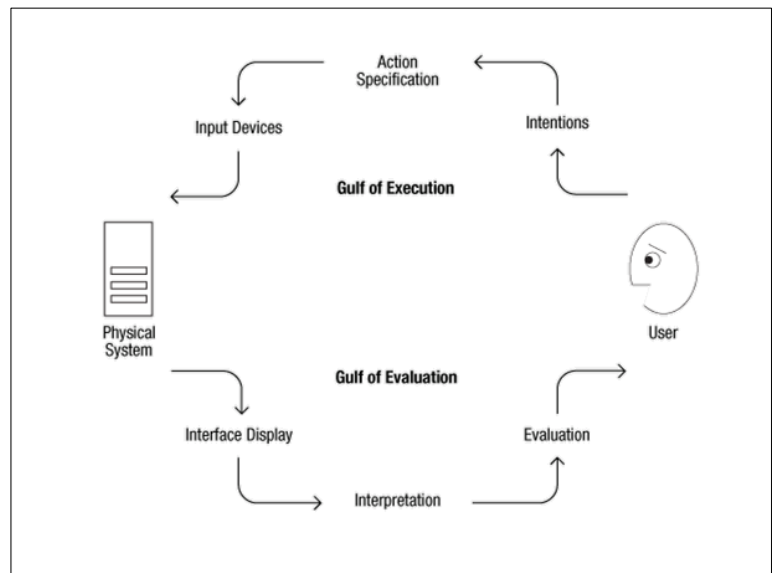 Action
Specification
Input Devices
Intentions
Gulf of Execution
Physical
System
User
Gulf of Evaluation
Interface Display
Evaluation
Interpretation